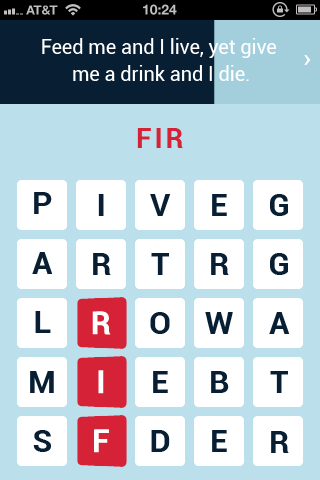 AT&T 10:24
Feed me and I live, yet give
me a drink and I die.
FIR
P I V E G
A R T R G
L R O W A
M I E B T
S F D E R